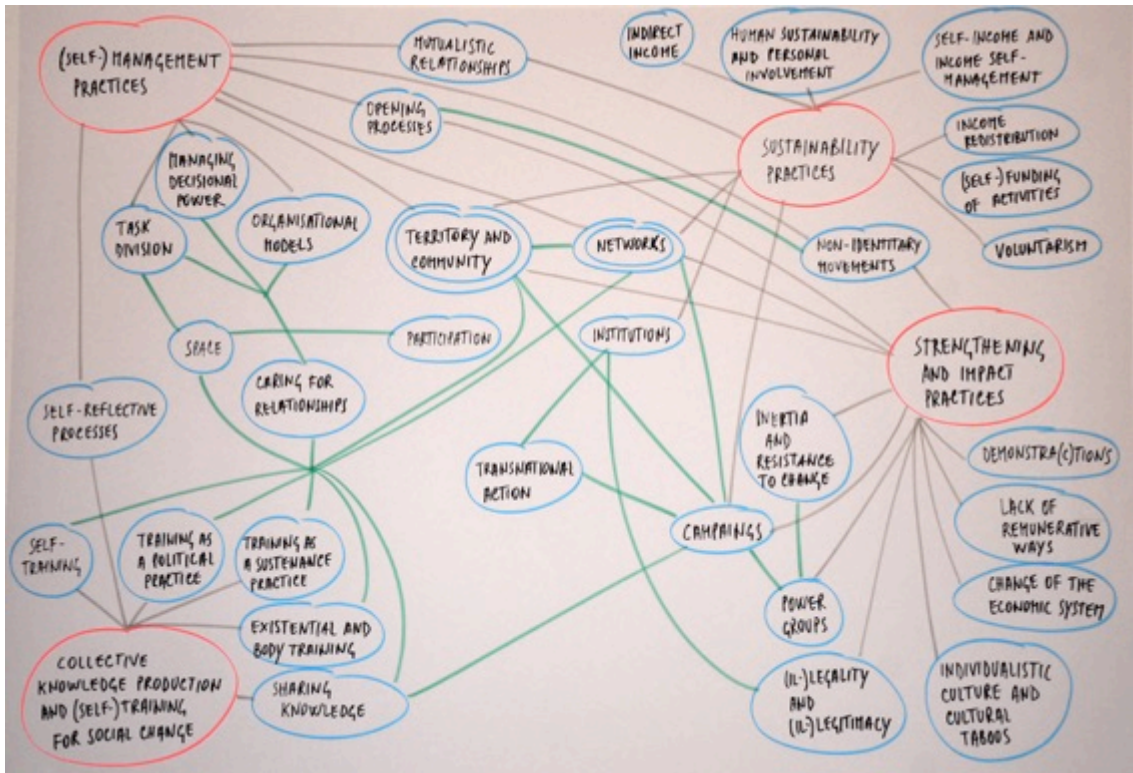 (SELF-) MANAGEMENT
PRACTICES
MUTUALISTIC
RELATIONSHIPS
INDIRECT
INCOME
HUMAN SUSTAINABILITY
AND PERSONAL
INVOLVEMENT
SELF-INCOME AND
INCOME SELF-
MANAGEMENT
OPENING
PROCESSES
SUSTAINABILITY
PRACTICES
INCOME
REDISTRIBUTION
(SELF-) FUNDING
OF ACTIVITIES
VOLUNTARISM
MANAGING
DECISIONAL
POWER
TASK
DIVISION
ORGANISATIONAL
MODELS
TERRITORY AND
COMMUNITY
NETWORKS
NON-IDENTITARY
MOVEMENTS
SPACE
PARTICIPATION
INSTITUTIONS
STRENGTHENING
AND IMPACT
PRACTICES
CARING FOR
RELATIONSHIPS
SELF-REFLECTIVE
PROCESSES
INERTIA
AND
RESISTANCE
TO CHANGE
TRANSNATIONAL
ACTION
DEMONSTRA(C)TIONS
LACK OF
REMUNERATIVE
WAYS
CAMPAINGS
SELF-
TRAINING
TRAINING AS
A POLITICAL
PRACTICE
TRAINING AS
A SUSTENANCE
PRACTICE
CHANGE OF THE
ECONOMIC SYSTEM
POWER
GROUPS
EXISTENTIAL AND
BODY TRAINING
COLLECTIVE
KNOWLEDGE PRODUCTION
AND (SELF-) TRAINING
FOR SOCIAL CHANGE
SHARING
KNOWLEDGE
(IL-)LEGALITY
AND
(IL-)LEGITIMACY
INDIVIDUALISTIC
CULTURE AND
CULTURAL
TABOOS